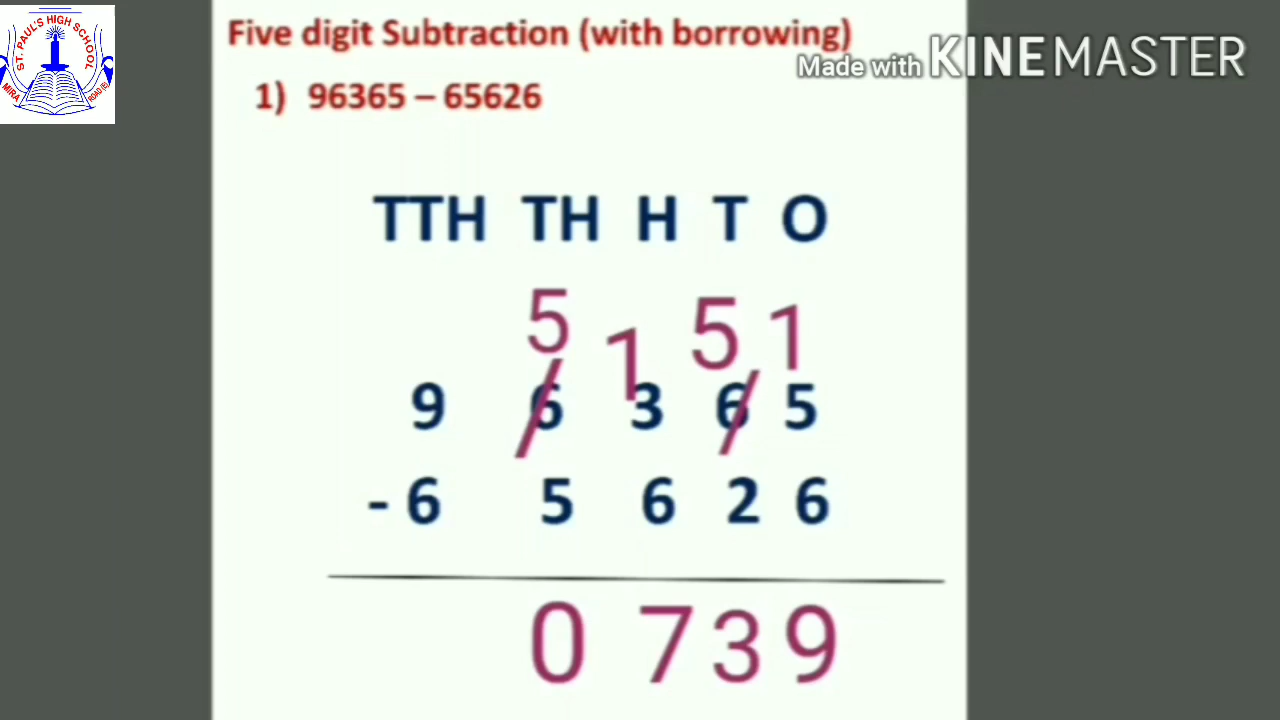 Five digit Subtraction (with borrowing)
Made with KINEMASTER
ST. PAUL'S HIGH SCHOOL
MIRA
1) 96365 – 65626
TTH TH H T O
5 1 5 1
9 6 3 6 5
- 6 5 6 2 6
0 7 3 9